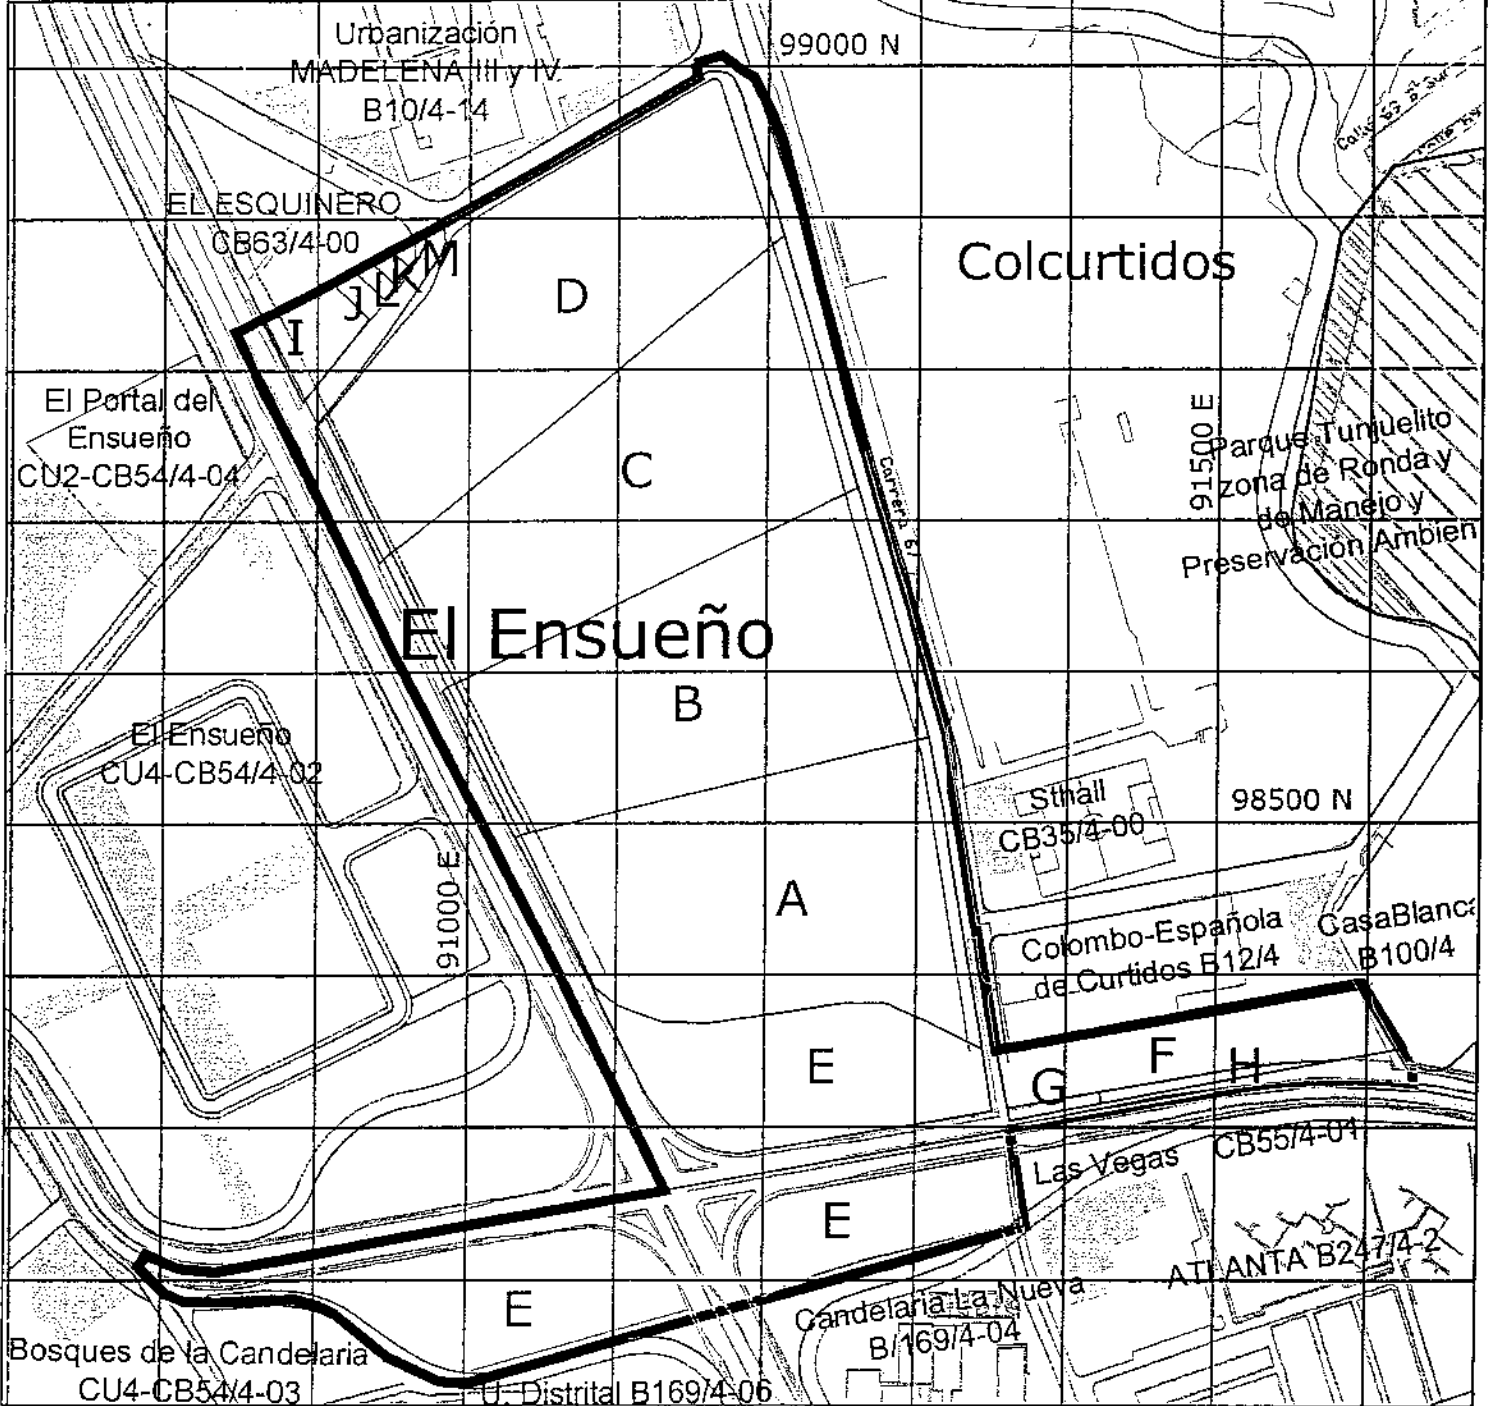 Urbanización
MADELENA III y IV
B10/4-14
99000 N
Calle 59 B Sur
EL ESQUINERO
CB63/4-00
Colcurtidos
M
K
L
J
I
D
El Portal del
Ensueño
CU2-CB54/4-04
C
Carrera 67
91500 E
Parque Tunjuelito
zona de Ronda y
de Manejo y
Preservación Ambien
El Ensueño
B
El Ensueño
CU4-CB54/4-02
Sthall
CB35/4-00
98500 N
91000 E
A
Colombo-Española
de Curtidos B12/4
CasaBlanca
B100/4
E
F
G
H
CB55/4-01
Las Vegas
E
ATLANTA B247/4-2
E
Candelaria La Nueva
B/169/4-04
Bosques de la Candelaria
CU4-CB54/4-03
U. Distrital B169/4-06